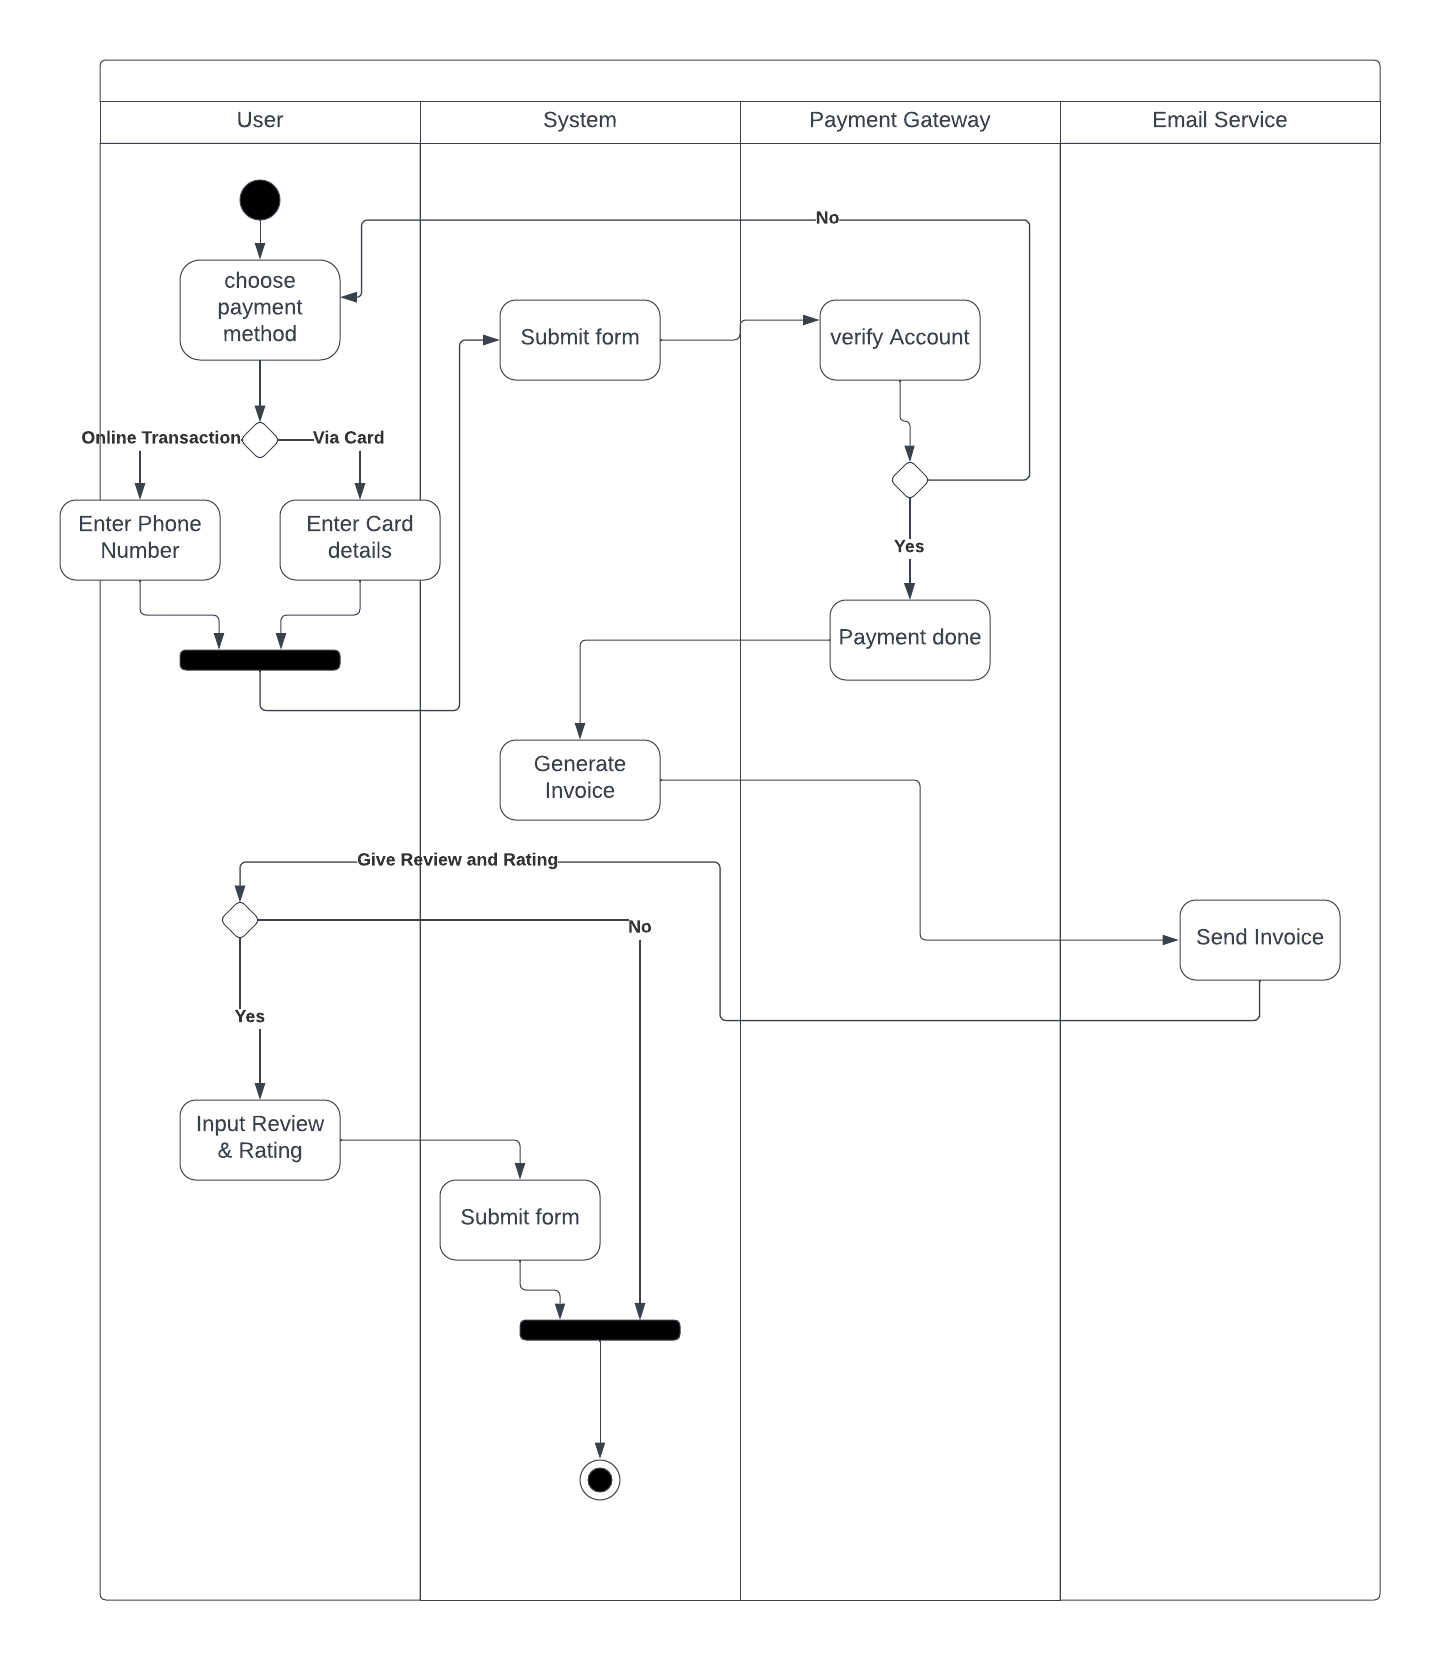 User
System
Payment Gateway
Email Service
No
choose
payment
method
Submit form
verify Account
Online Transaction
Via Card
Enter Phone
Number
Enter Card
details
Yes
Payment done
Generate
Invoice
Give Review and Rating
No
Send Invoice
Yes
Input Review
& Rating
Submit form